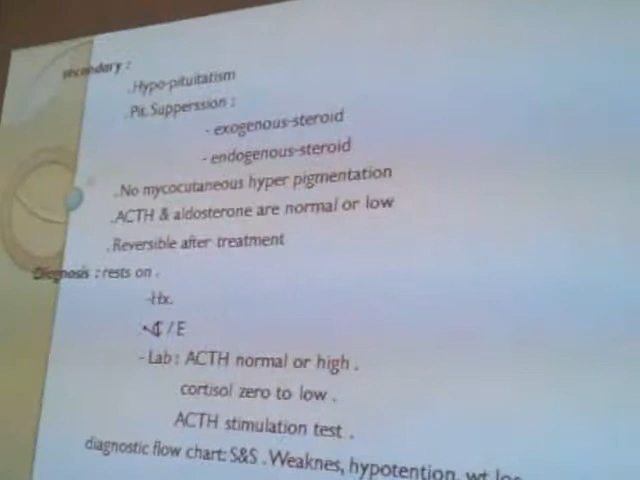 secondary :
.Hypo-pituitatism
.Pit. Supperssion :
- exogenous-steroid
- endogenous-steroid
.No mycocutaneous hyper pigmentation
.ACTH & aldosterone are normal or low
.Reversible after treatment
Diagnosis : rests on .
-Hx.
/ E
-Lab : ACTH normal or high .
cortisol zero to low .
ACTH stimulation test .
diagnostic flow chart: S&S . Weaknes, hypotention, wt